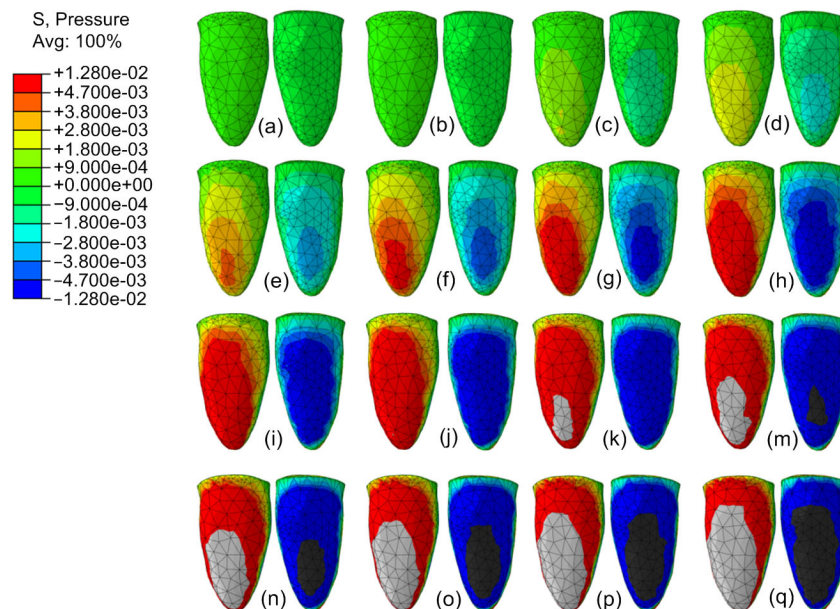 S, Pressure
Avg: 100%
+1.280e-02
+4.700e-03
+3.800e-03
+2.800e-03
+1.800e-03
+9.000e-04
+0.000e+00
-9.000e-04
-1.800e-03
-2.800e-03
-3.800e-03
-4.700e-03
-1.280e-02
(a)
(b)
(c)
(d)
(e)
(f)
(g)
(h)
(i)
(j)
(k)
(m)
(n)
(o)
(p)
(q)